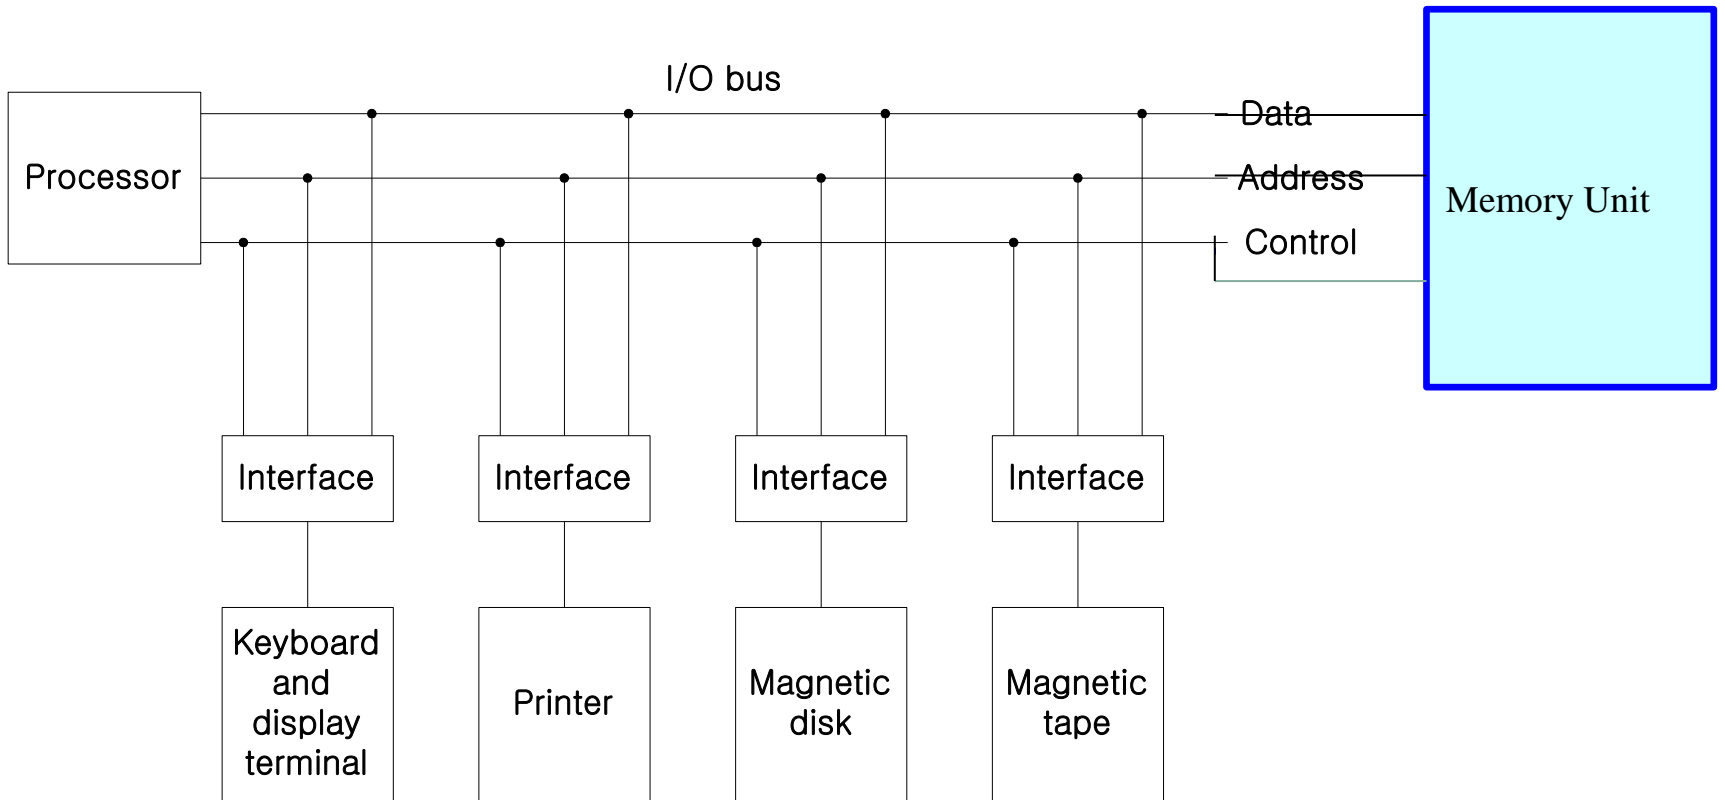 I/O bus
Data
Processor
Address
Memory Unit
Control
Interface
Interface
Interface
Interface
Keyboard
and
display
terminal
Printer
Magnetic
disk
Magnetic
tape